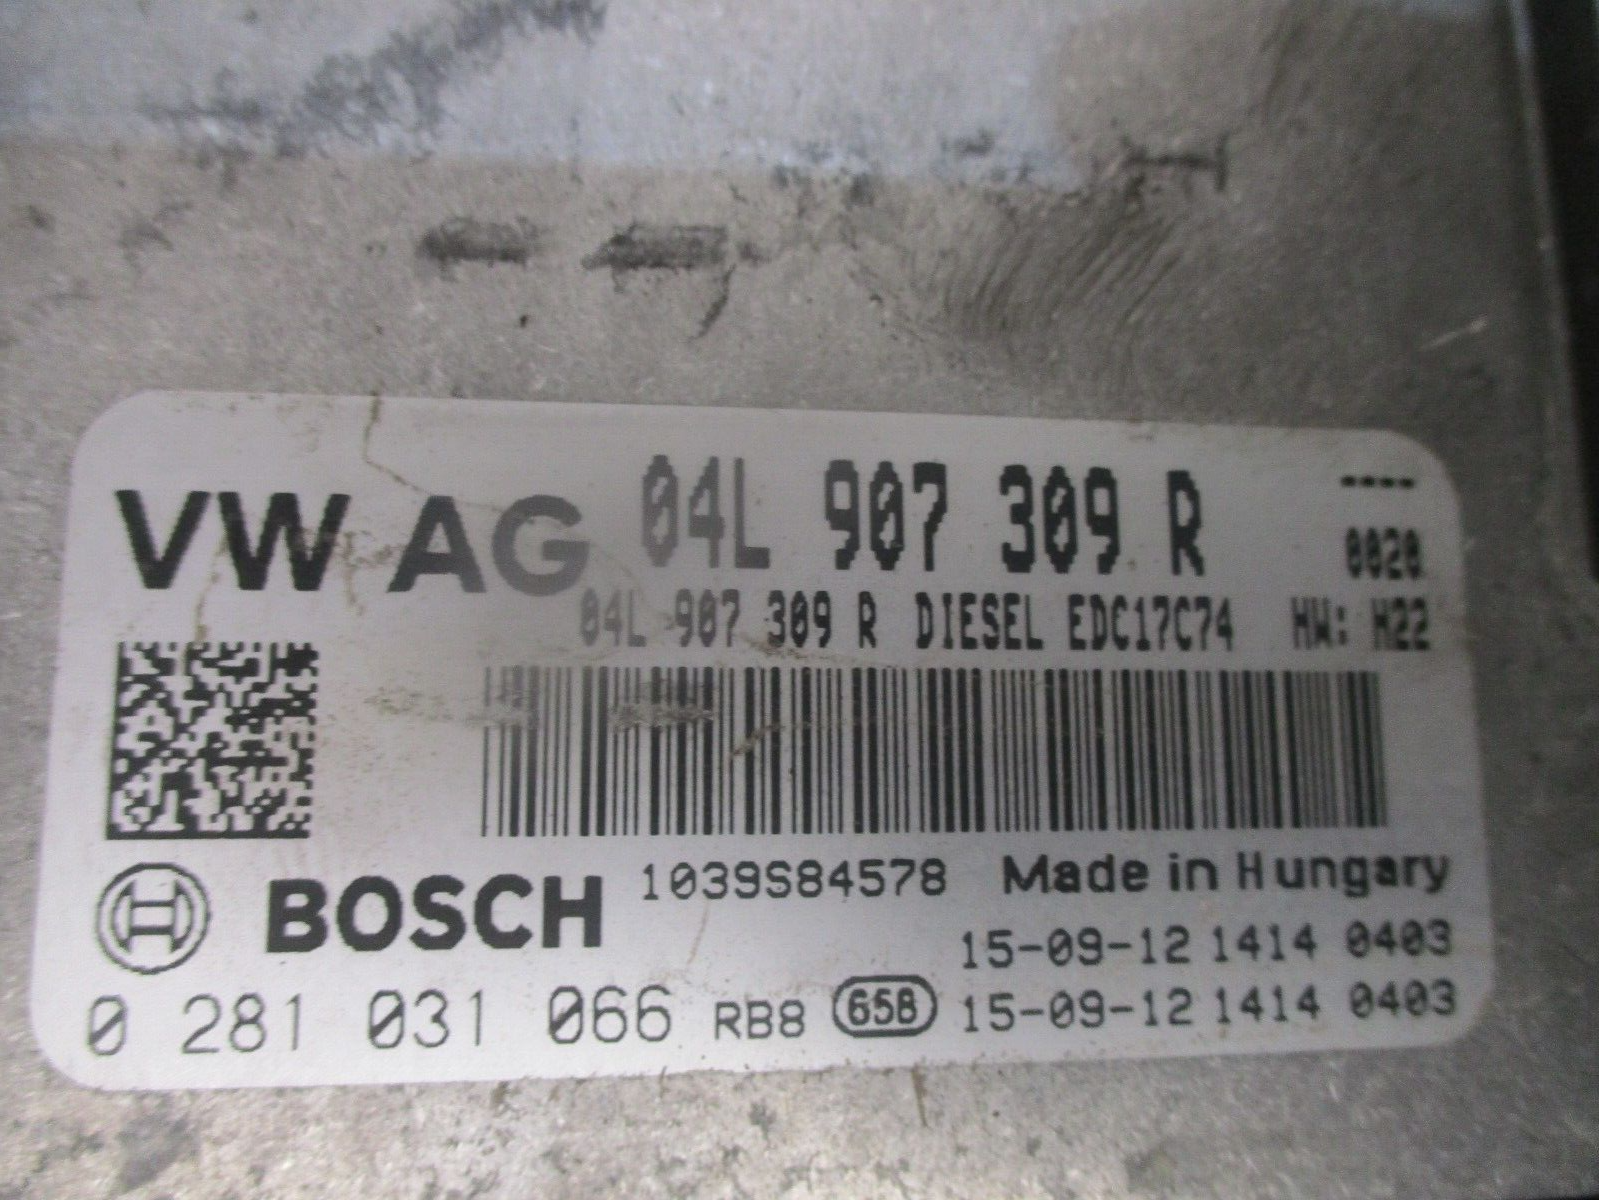 VW AG 04L 907 309 R ----
0020
04L 907 309 R DIESEL EDC17C74 HW: H22
BOSCH 1039S84578 Made in Hungary
15-09-12 1414 0403
0 281 031 066 RB8 658 15-09-12 1414 0403